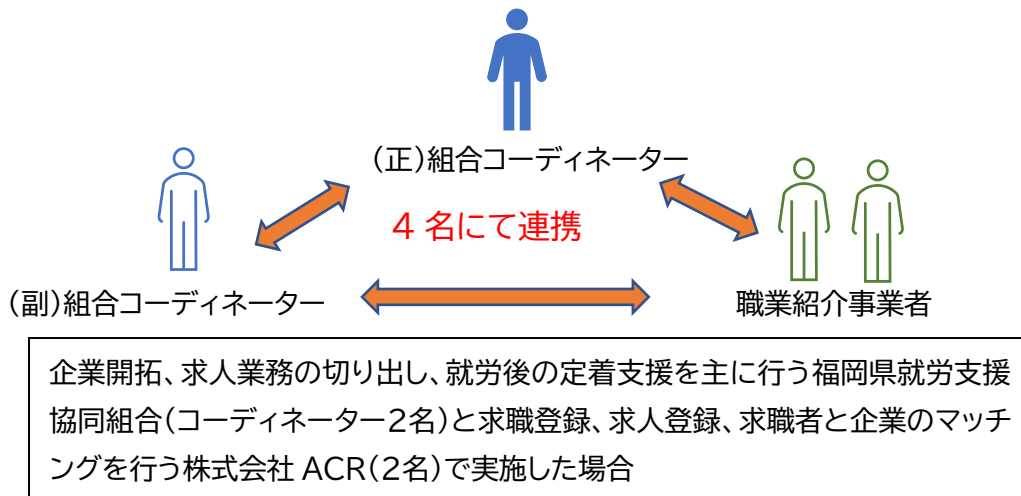 (正)組合コーディネーター
4 名にて連携
(副)組合コーディネーター
職業紹介事業者
企業開拓、求人業務の切り出し、就労後の定着支援を主に行う福岡県就労支援
協同組合(コーディネーター2名)と求職登録、求人登録、求職者と企業のマッチ
ングを行う株式会社 ACR(2名)で実施した場合